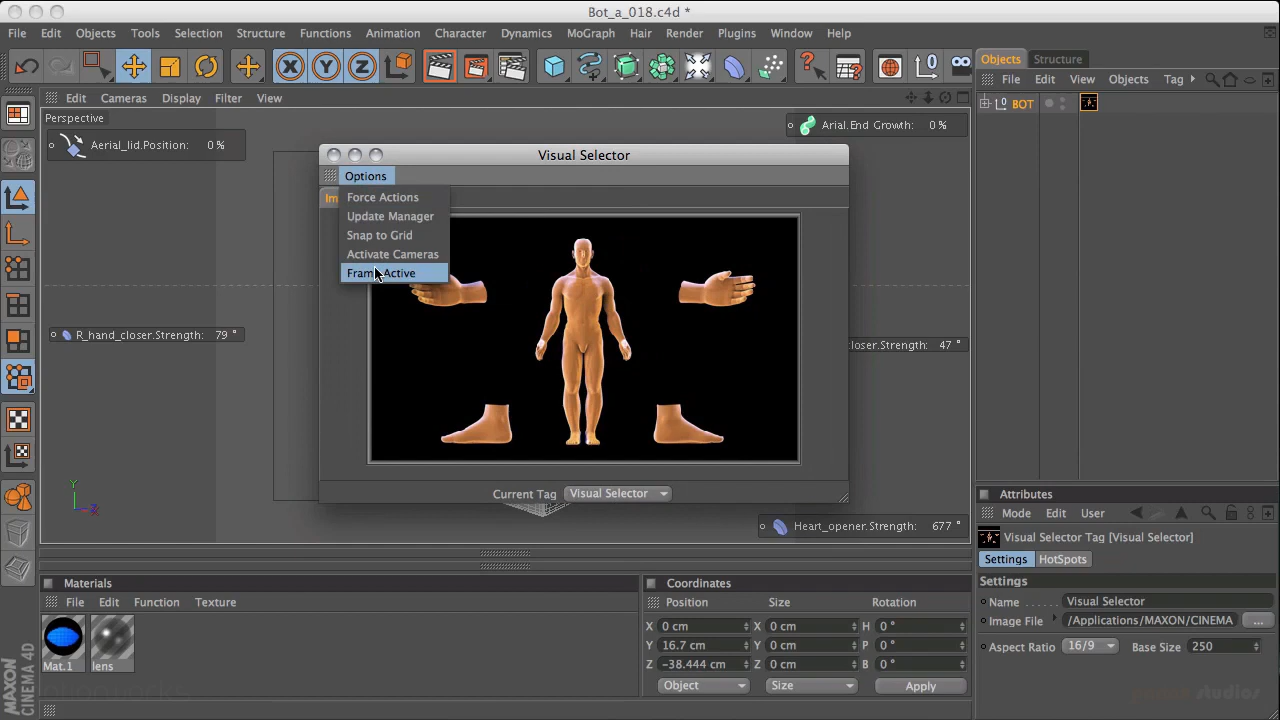 Bot_a_018.c4d *
File Edit Objects Tools Selection Structure Functions Animation Character Dynamics MoGraph Hair Render Plugins Window Help
X Y Z
Objects Structure
File Edit View Objects Tag
BOT
Edit Cameras Display Filter View
Perspective
Aerial_lid.Position: 0 %
Arial.End Growth: 0 %
Visual Selector
Options
Force Actions
Update Manager
Snap to Grid
Activate Cameras
Frame Active
R_hand_closer.Strength: 79 °
closer.Strength: 47 °
Current Tag Visual Selector
Y
Z
Heart_opener.Strength: 677 °
Attributes
Mode Edit User
Visual Selector Tag [Visual Selector]
Settings HotSpots
Settings
Name Visual Selector
Image File /Applications/MAXON/CINEMA ...
Aspect Ratio 16/9 Base Size 250
Materials
File Edit Function Texture
Mat.1 lens
Coordinates
Position Size Rotation
X 0 cm X 0 cm H 0 °
Y 16.7 cm Y 0 cm P 0 °
Z -38.444 cm Z 0 cm B 0 °
Object Size Apply
MAXON
CINEMA 4D